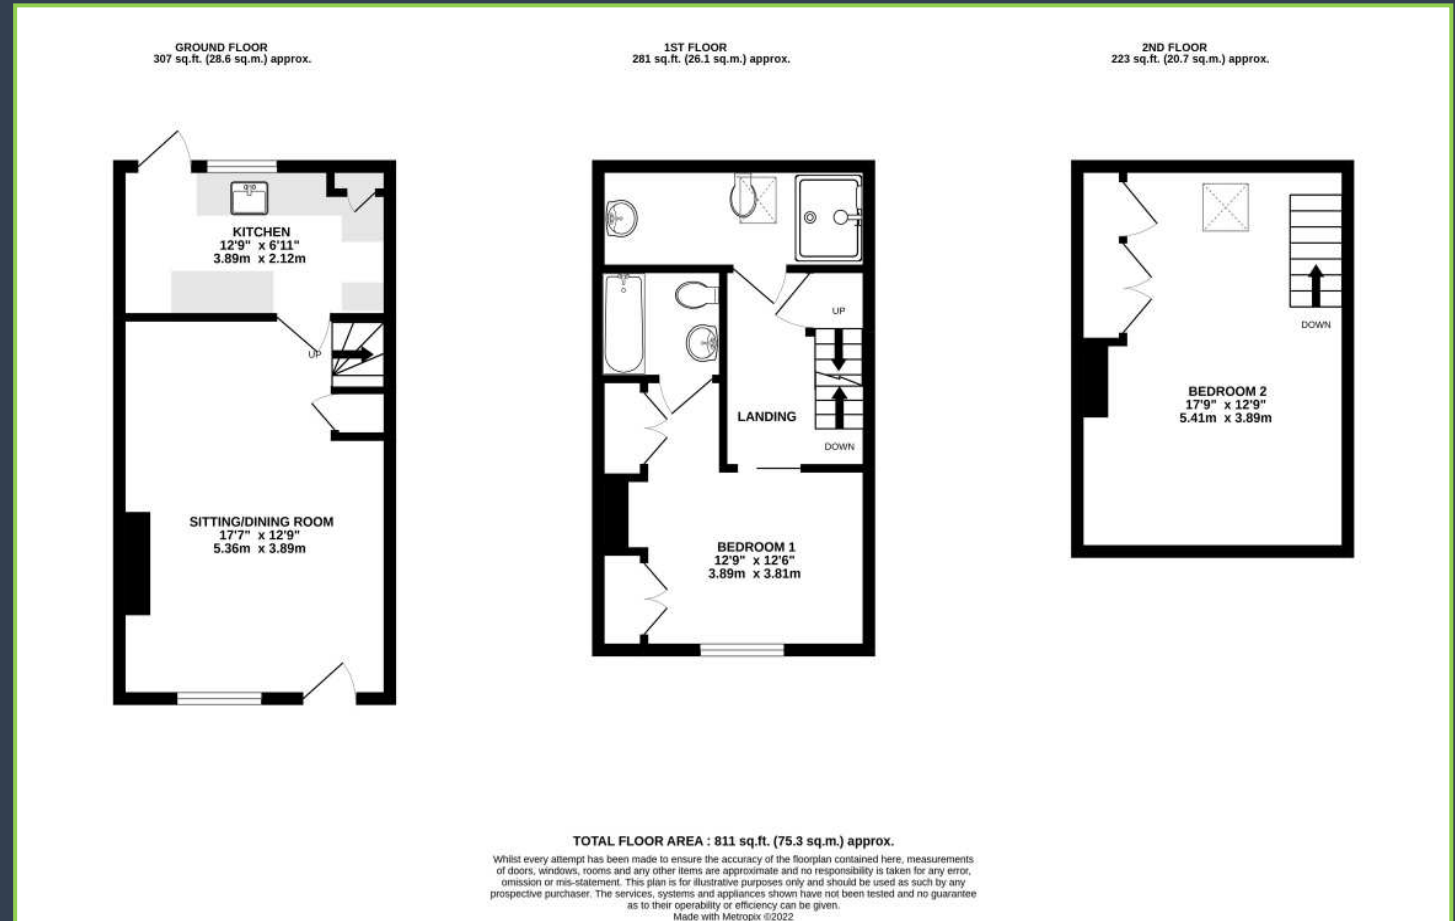 GROUND FLOOR
307 sq.ft. (28.6 sq.m.) approx.
1ST FLOOR
281 sq.ft. (26.1 sq.m.) approx.
2ND FLOOR
223 sq.ft. (20.7 sq.m.) approx.
KITCHEN
12'9" x 6'11"
3.89m x 2.12m
UP
SITTING/DINING ROOM
17'7" x 12'9"
5.36m x 3.89m
UP
LANDING
DOWN
BEDROOM 1
12'9" x 12'6"
3.89m x 3.81m
DOWN
BEDROOM 2
17'9" x 12'9"
5.41m x 3.89m
TOTAL FLOOR AREA : 811 sq.ft. (75.3 sq.m.) approx.
Whilst every attempt has been made to ensure the accuracy of the floorplan contained here, measurements
of doors, windows, rooms and any other items are approximate and no responsibility is taken for any error,
omission or mis-statement. This plan is for illustrative purposes only and should be used as such by any
prospective purchaser. The services, systems and appliances shown have not been tested and no guarantee
as to their operability or efficiency can be given.
Made with Metropix ©2022